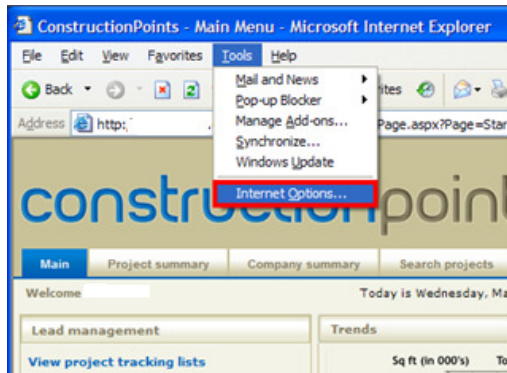 ConstructionPoints - Main Menu - Microsoft Internet Explorer
File Edit View Favorites Tools Help
Back
Mail and News
Pop-up Blocker
Manage Add-ons...
Synchronize...
Windows Update
Internet Options...
Address http:
Page.aspx?Page=Star
Main Project summary Company summary Search projects
Welcome Today is Wednesday, Ma
Lead management Trends
View project tracking lists Sq ft (in 000's) To